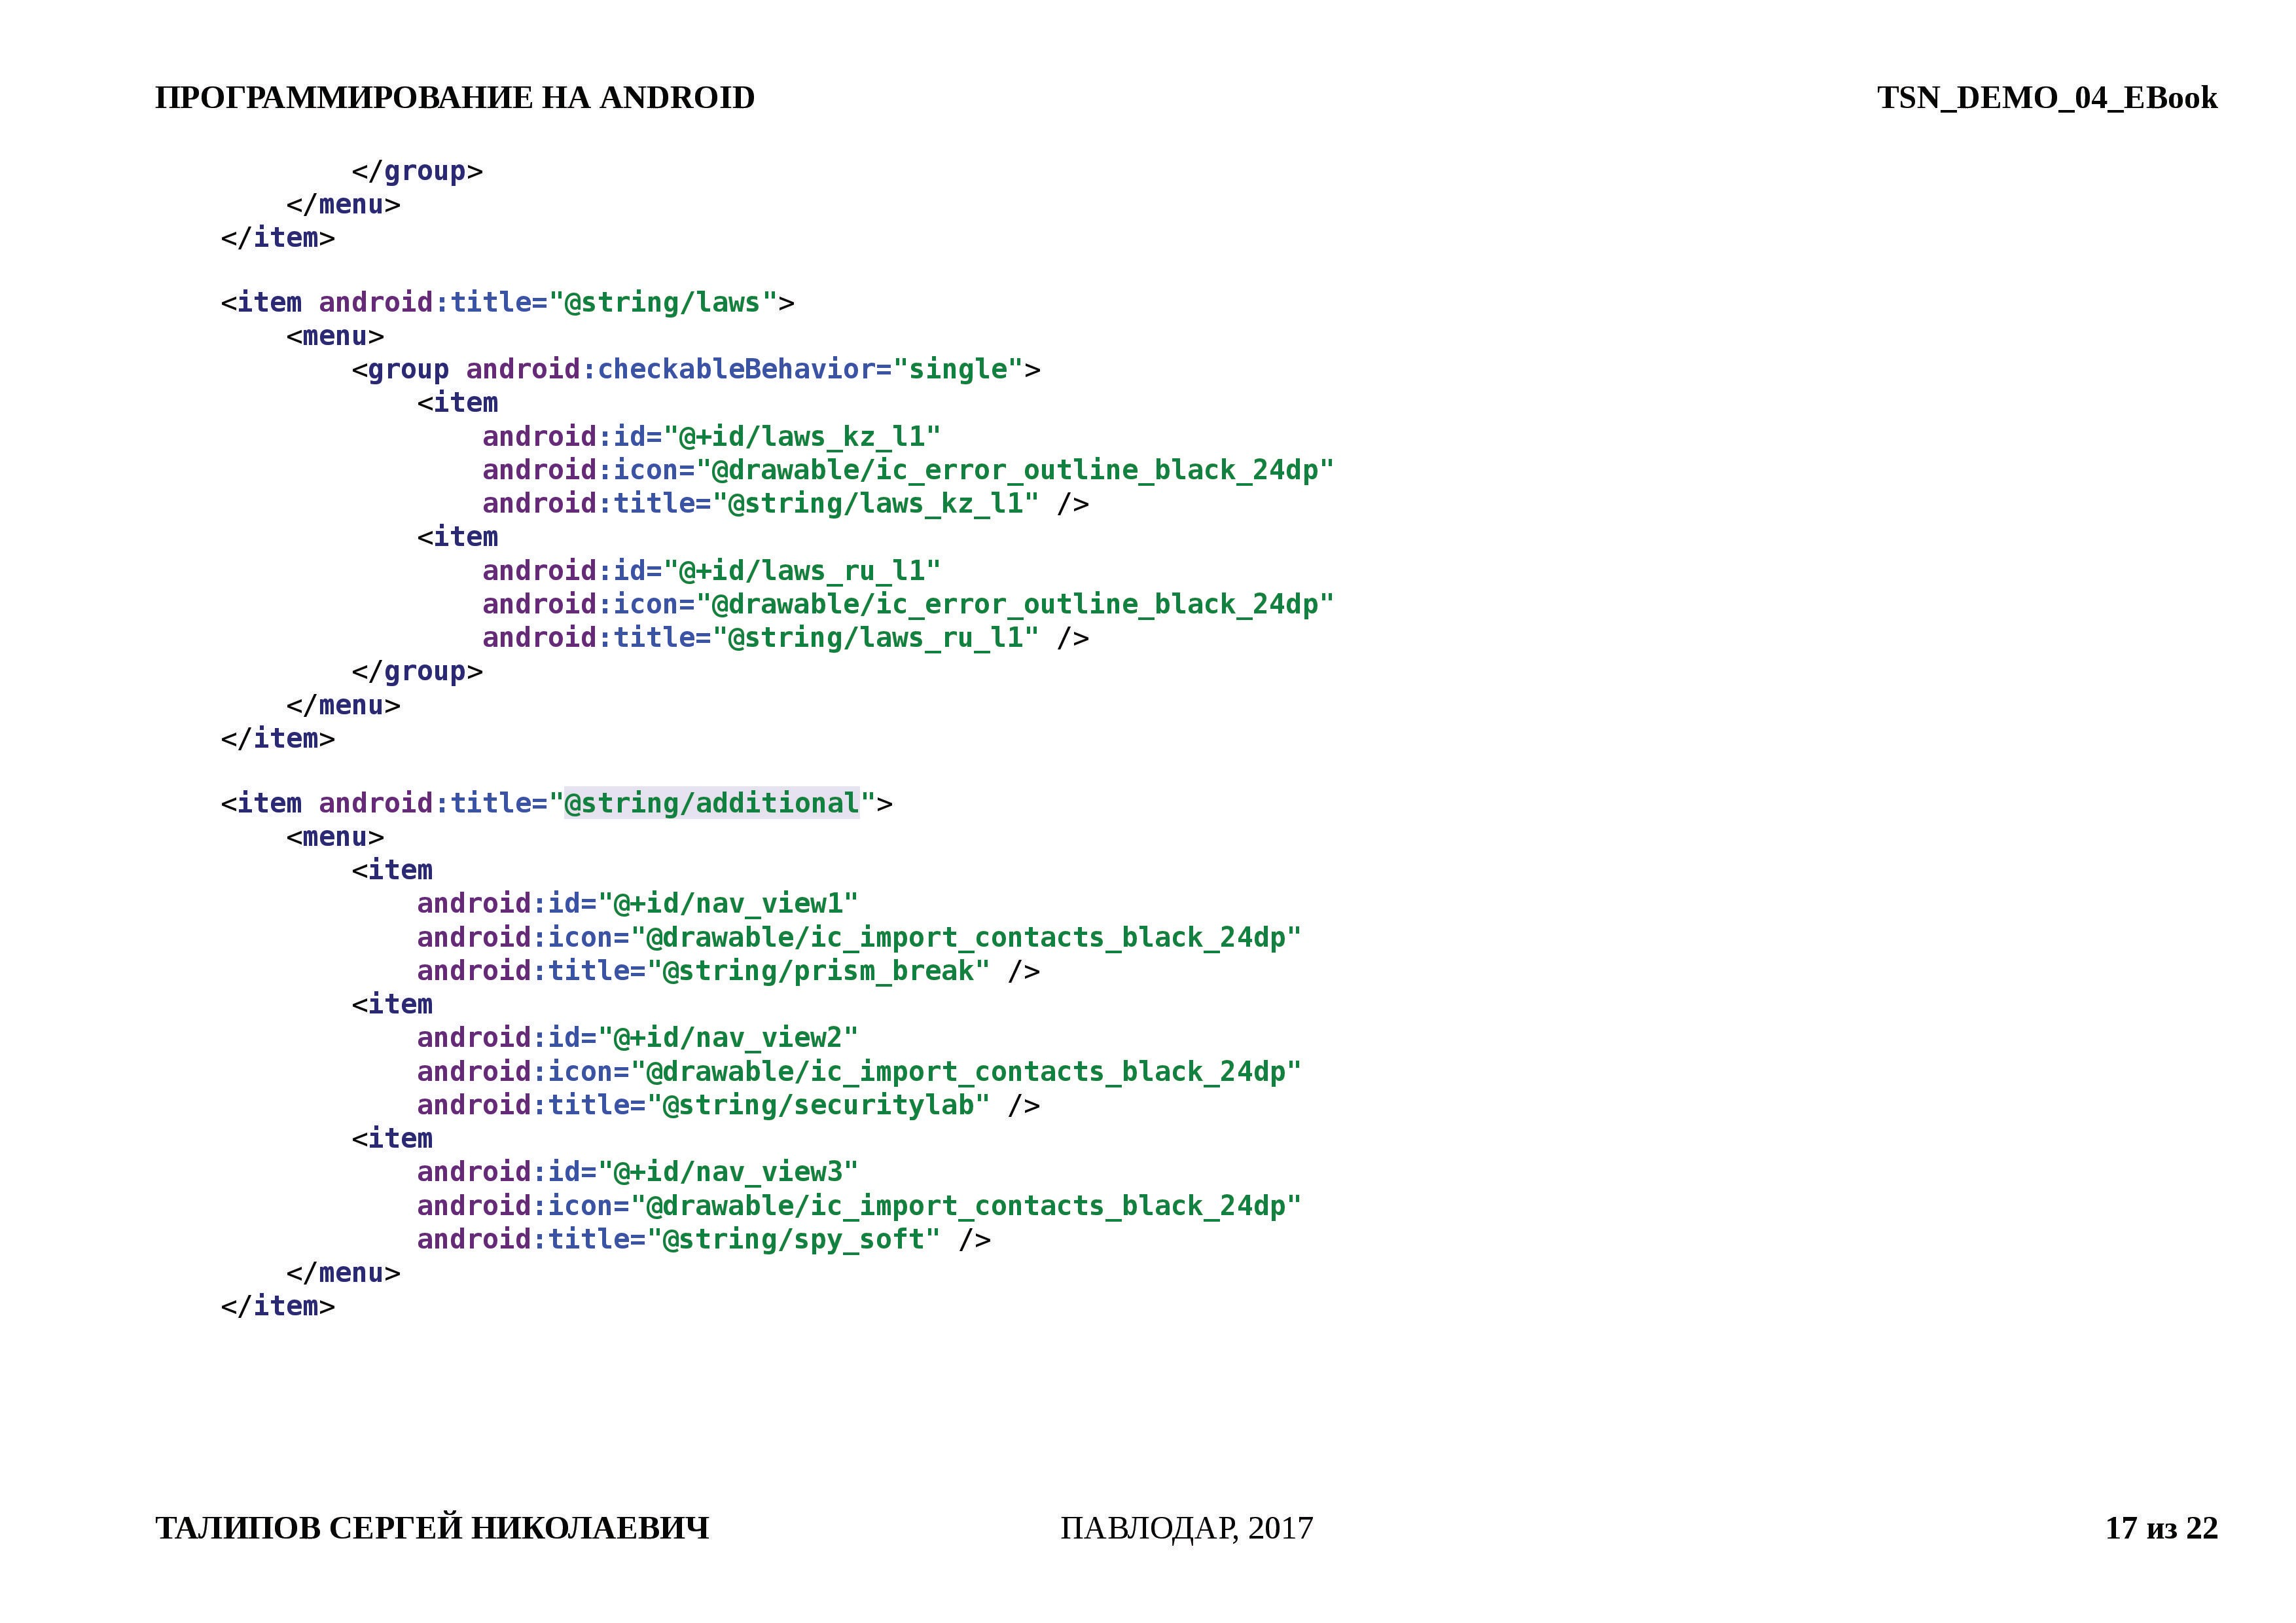 ПРОГРАММИРОВАНИЕ НА ANDROID TSN_DEMO_04_EBook
</group>
</menu>
</item>
<item android:title="@string/laws">
<menu>
<group android:checkableBehavior="single">
<item
android:id="@+id/laws_kz_l1"
android:icon="@drawable/ic_error_outline_black_24dp"
android:title="@string/laws_kz_l1" />
<item
android:id="@+id/laws_ru_l1"
android:icon="@drawable/ic_error_outline_black_24dp"
android:title="@string/laws_ru_l1" />
</group>
</menu>
</item>
<item android:title="@string/additional">
<menu>
<item
android:id="@+id/nav_view1"
android:icon="@drawable/ic_import_contacts_black_24dp"
android:title="@string/prism_break" />
<item
android:id="@+id/nav_view2"
android:icon="@drawable/ic_import_contacts_black_24dp"
android:title="@string/securitylab" />
<item
android:id="@+id/nav_view3"
android:icon="@drawable/ic_import_contacts_black_24dp"
android:title="@string/spy_soft" />
</menu>
</item>
ТАЛИПОВ СЕРГЕЙ НИКОЛАЕВИЧ ПАВЛОДАР, 2017 17 из 22